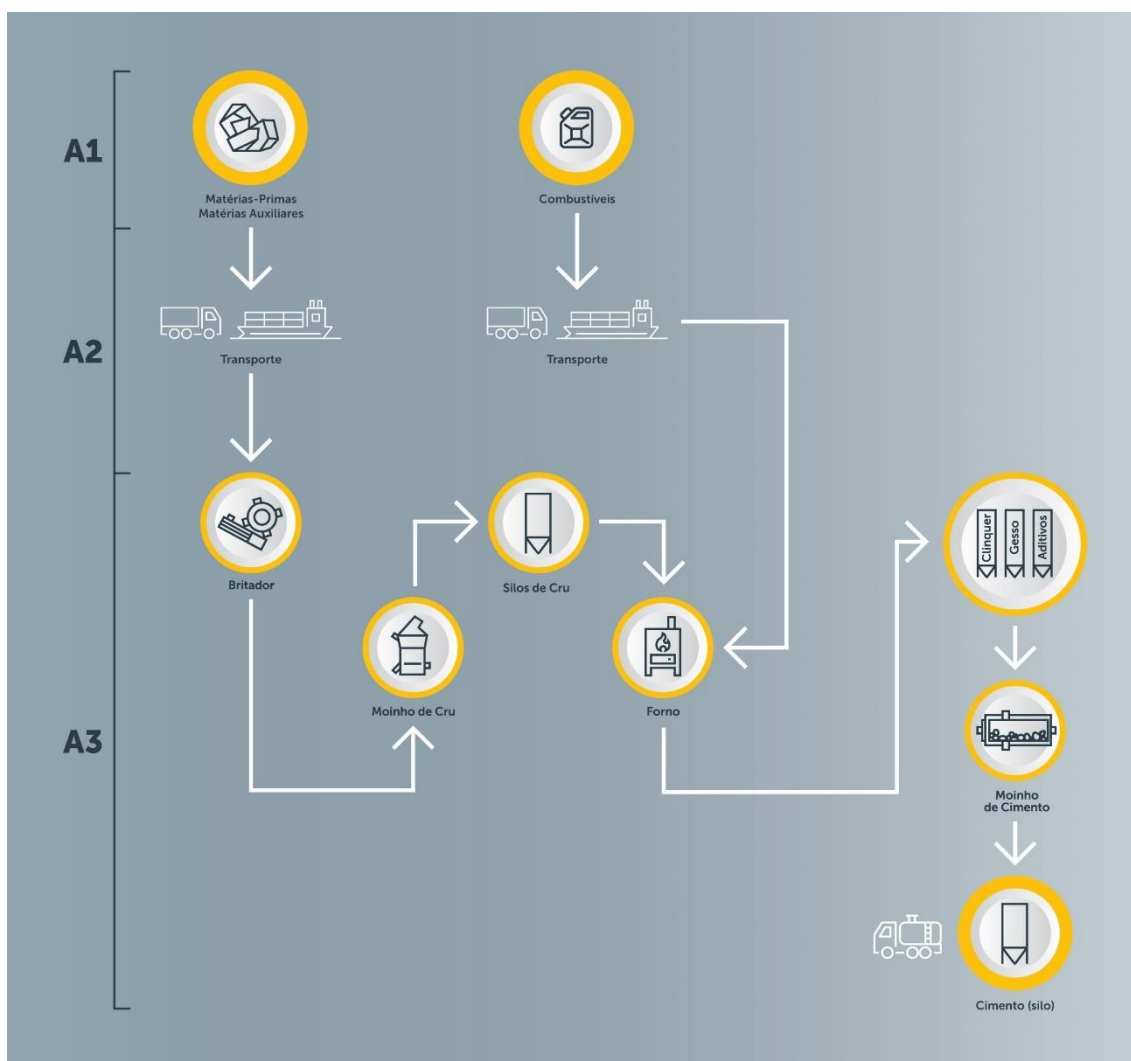 A1
Matérias-Primas
Matérias Auxiliares
Combustíveis
A2
Transporte
Transporte
A3
Britador
Silos de Cru
Clinquer
Gesso
Aditivos
Moinho de Cru
Forno
Moinho
de Cimento
Cimento (silo)